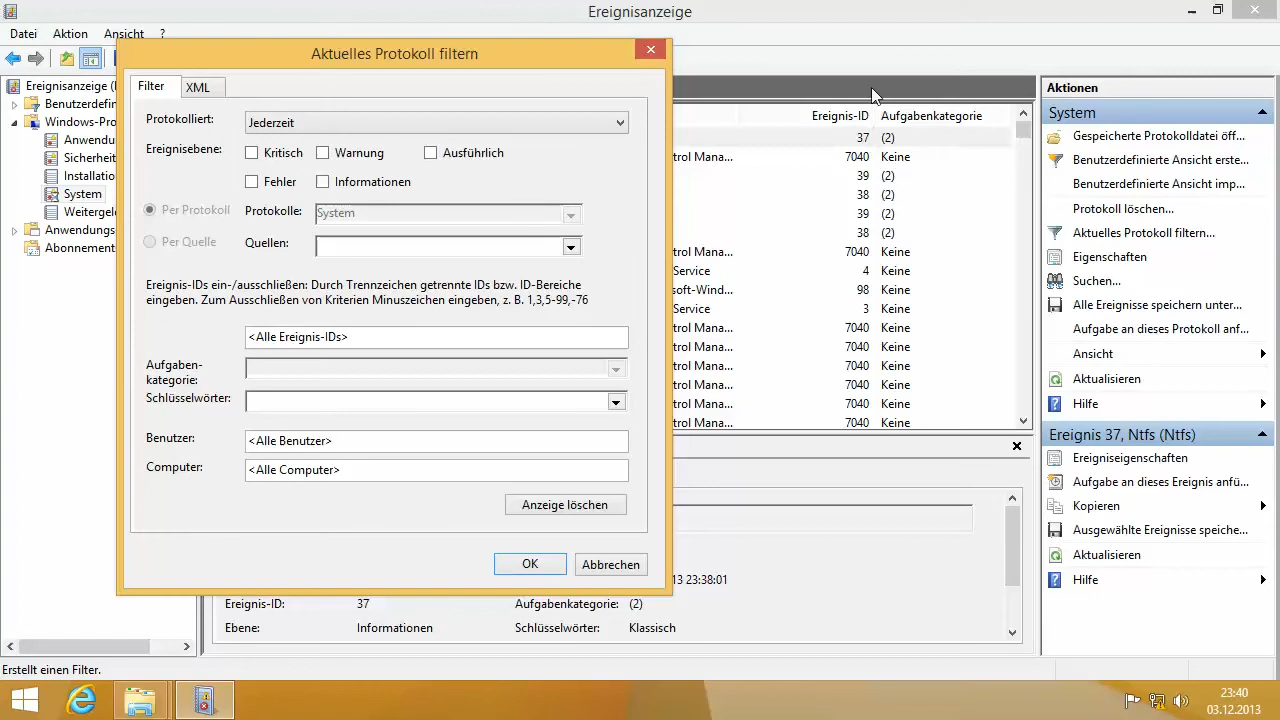 Ereignisanzeige
Datei Aktion Ansicht ?
Ereignisanzeige (
Benutzerdefin
Windows-Pro
Anwendu
Sicherheit
Installatio
System
Weitergel
Anwendungs
Abonnement
Aktuelles Protokoll filtern
Filter XML
Protokolliert: Jederzeit
Ereignisebene: Kritisch Warnung Ausführlich
Fehler Informationen
Per Protokoll Protokolle: System
Per Quelle Quellen:
Ereignis-IDs ein-/ausschließen: Durch Trennzeichen getrennte IDs bzw. ID-Bereiche
eingeben. Zum Ausschließen von Kriterien Minuszeichen eingeben, z. B. 1,3,5-99,-76
<Alle Ereignis-IDs>
Aufgaben-
kategorie:
Schlüsselwörter:
Benutzer: <Alle Benutzer>
Computer: <Alle Computer>
Anzeige löschen
OK Abbrechen
Ereignis-ID Aufgabenkategorie
37 (2)
trol Mana... 7040 Keine
39 (2)
38 (2)
39 (2)
38 (2)
trol Mana... 7040 Keine
Service 4 Keine
soft-Wind... 98 Keine
Service 3 Keine
trol Mana... 7040 Keine
trol Mana... 7040 Keine
trol Mana... 7040 Keine
trol Mana... 7040 Keine
trol Mana... 7040 Keine
trol Mana... 7040 Keine
13 23:38:01
Ereignis-ID: 37 Aufgabenkategorie: (2)
Ebene: Informationen Schlüsselwörter: Klassisch
Aktionen
System
Gespeicherte Protokolldatei öff...
Benutzerdefinierte Ansicht erste...
Benutzerdefinierte Ansicht imp...
Protokoll löschen...
Aktuelles Protokoll filtern...
Eigenschaften
Suchen...
Alle Ereignisse speichern unter...
Aufgabe an dieses Protokoll anf...
Ansicht
Aktualisieren
Hilfe
Ereignis 37, Ntfs (Ntfs)
Ereigniseigenschaften
Aufgabe an dieses Ereignis anfü...
Kopieren
Ausgewählte Ereignisse speiche...
Aktualisieren
Hilfe
Erstellt einen Filter.
23:40
03.12.2013